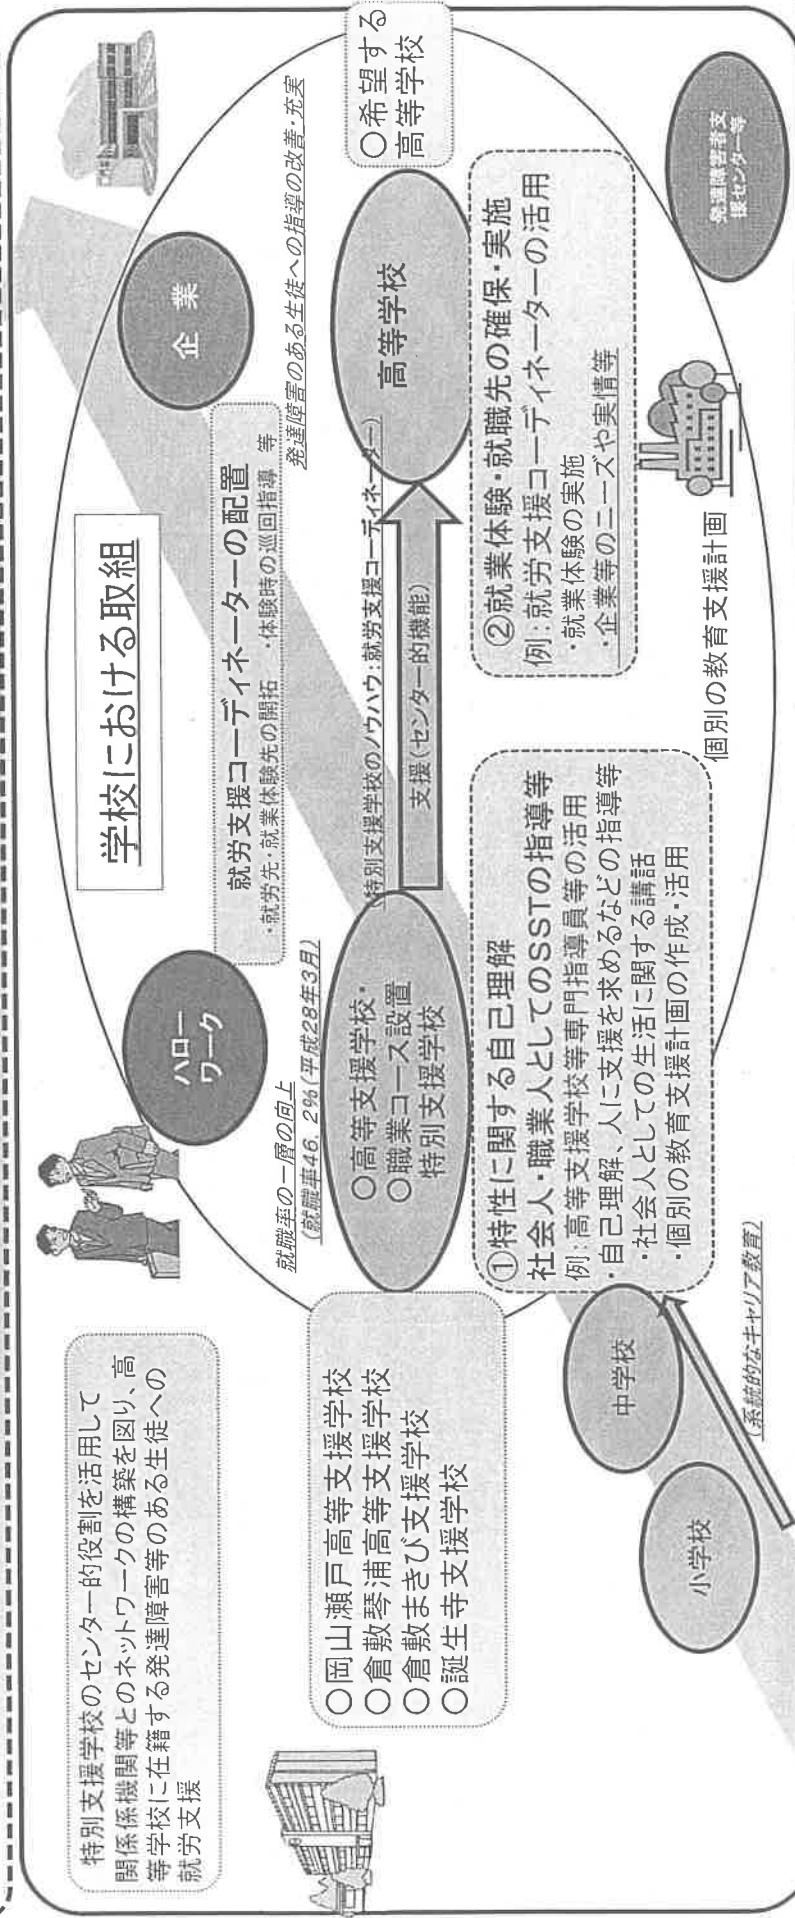 学校における取組
特別支援学校のセンター的役割を活用して
関係係機関等とのネットワークの構築を図り、高
等学校に在籍する発達障害等のある生徒への
就労支援
ハロー
ワーク
企 業
就労支援コーディネーターの配置
・就労先・就業体験先の開拓 ・体験時の巡回指導 等
就職率の一層の向上
(就職率46.2%(平成28年3月)
発達障害のある生徒への指導の改善・充実
○岡山瀬戸高等支援学校
○倉敷琴浦高等支援学校
○倉敷まきび支援学校
○誕生寺支援学校
○高等支援学校・
○職業コース設置
特別支援学校
(特別支援学校のノウハウ:就労支援コーディネーター)
支援(センター的機能)
高等学校
○希望する
高等学校
①特性に関する自己理解
社会人・職業人としてのSSTの指導等
例:高等支援学校等専門指導員等の活用
・自己理解、人に支援を求めるなどの指導等
・社会人としての生活に関する講話
・個別の教育支援計画の作成・活用
②就業体験・就職先の確保・実施
例:就労支援コーディネーターの活用
・就業体験の実施
・企業等のニーズや実情等
中学校
小学校
(系統的なキャリア教育)
個別の教育支援計画
発達障害者支
援センター等